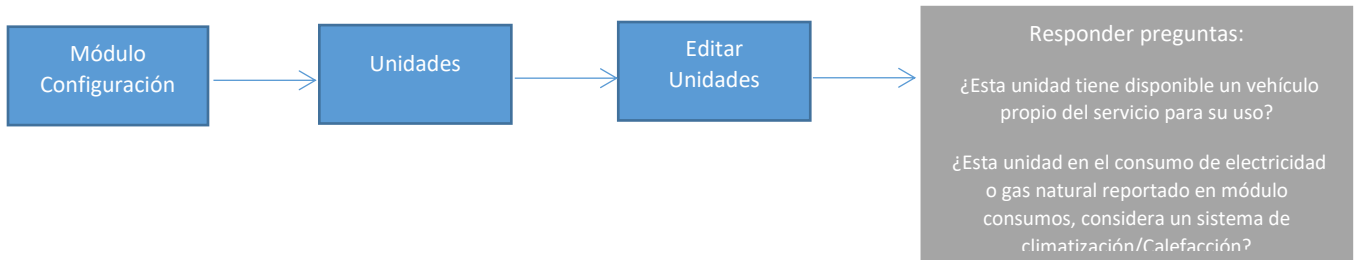 Módulo
Configuración
Unidades
Editar
Unidades
Responder preguntas:
¿Esta unidad tiene disponible un vehículo
propio del servicio para su uso?
¿Esta unidad en el consumo de electricidad
o gas natural reportado en módulo
consumos, considera un sistema de
climatización/Calefacción?